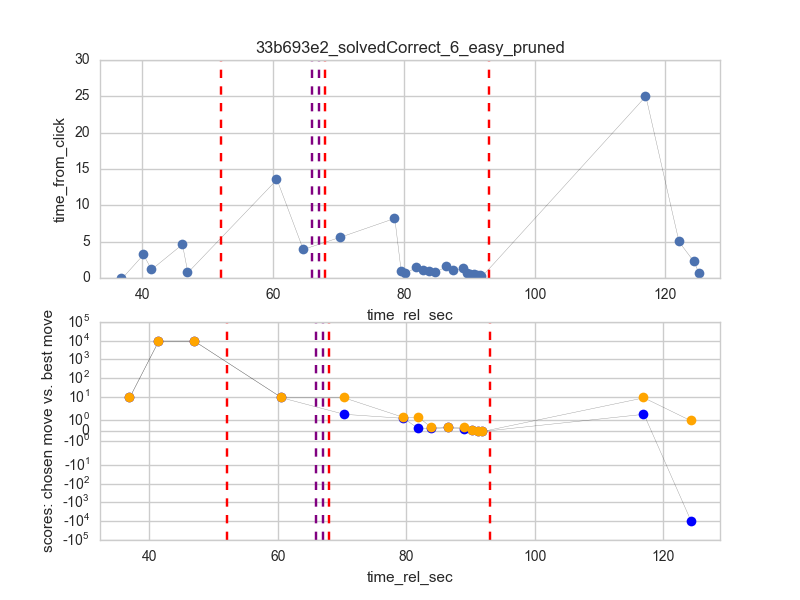 33b693e2_solvedCorrect_6_easy_pruned
30
25
20
15
10
5
0
time_from_click
40 60 80 100 120
time_rel_sec
10^5
10^4
10^3
10^2
10^1
10^0
0
-10^0
-10^1
-10^2
-10^3
-10^4
-10^5
scores: chosen move vs. best move
40 60 80 100 120
time_rel_sec